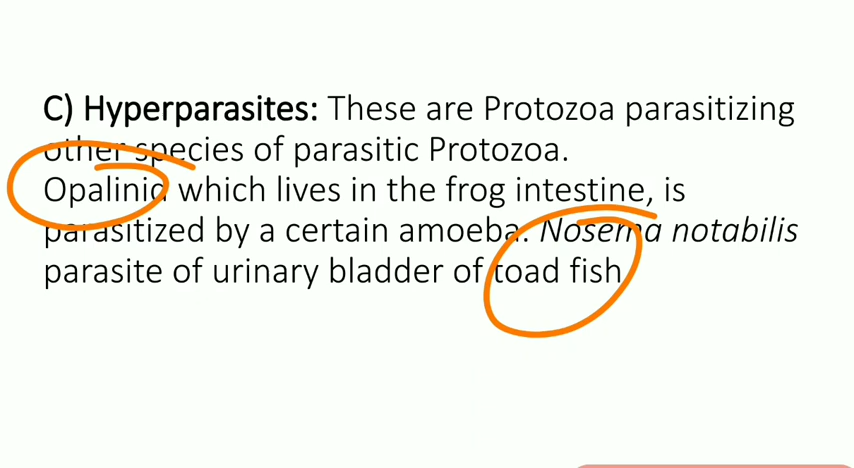 C) Hyperparasites: These are Protozoa parasitizing
other species of parasitic Protozoa.
Opalinid which lives in the frog intestine, is
parasitized by a certain amoeba. Nosema notabilis
parasite of urinary bladder of toad fish